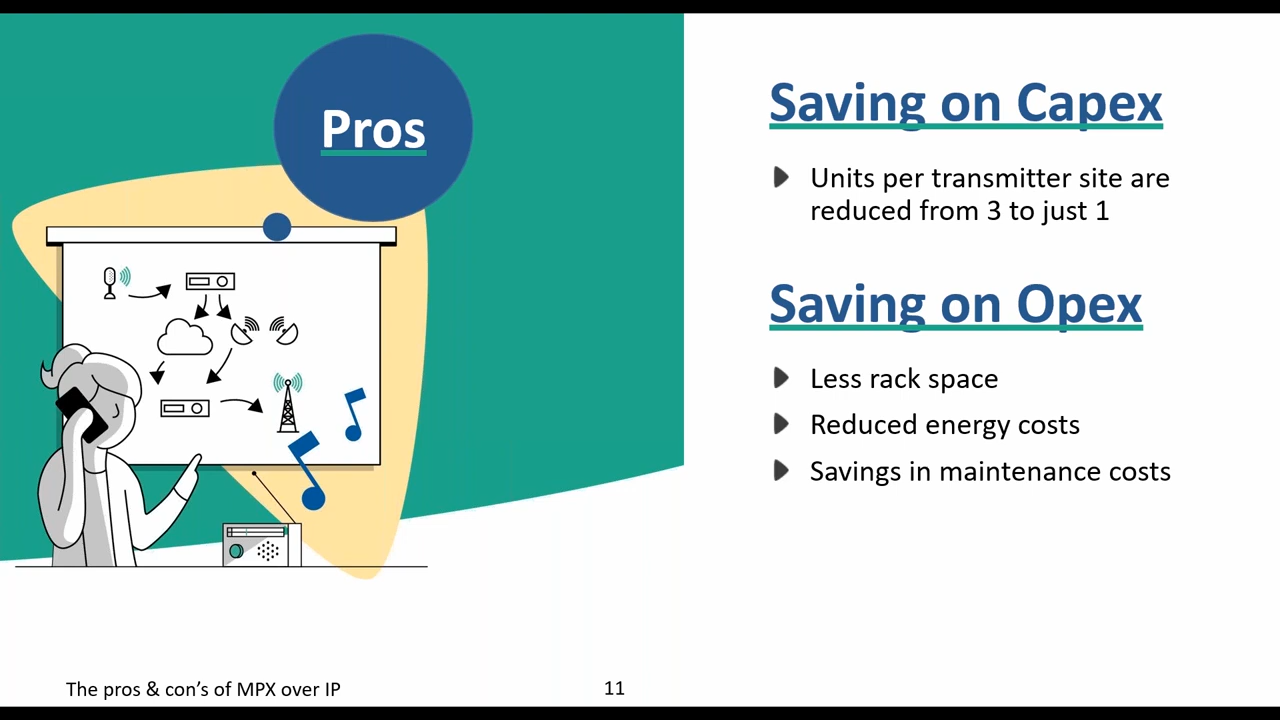 Pros
Saving on Capex
Units per transmitter site are
reduced from 3 to just 1
Saving on Opex
Less rack space
Reduced energy costs
Savings in maintenance costs
The pros & con's of MPX over IP
11